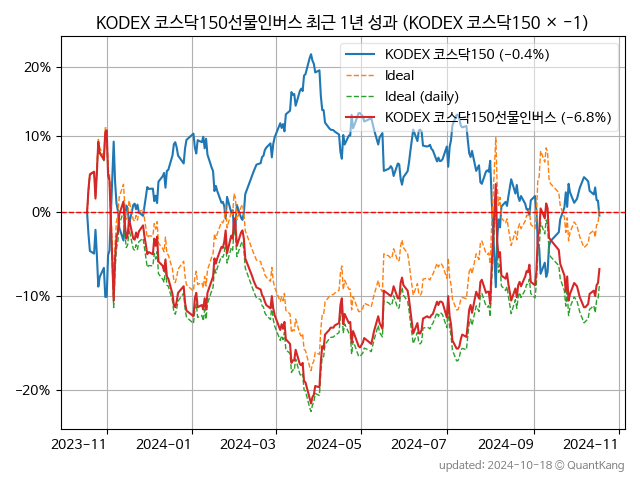 KODEX 코스닥150선물인버스 최근 1년 성과 (KODEX 코스닥150 × −1)
KODEX 코스닥150 (−0.4%)
Ideal
Ideal (daily)
KODEX 코스닥150선물인버스 (−6.8%)
20%
10%
0%
−10%
−20%
2023-11
2024-01
2024-03
2024-05
2024-07
2024-09
2024-11
updated: 2024-10-18 © QuantKang